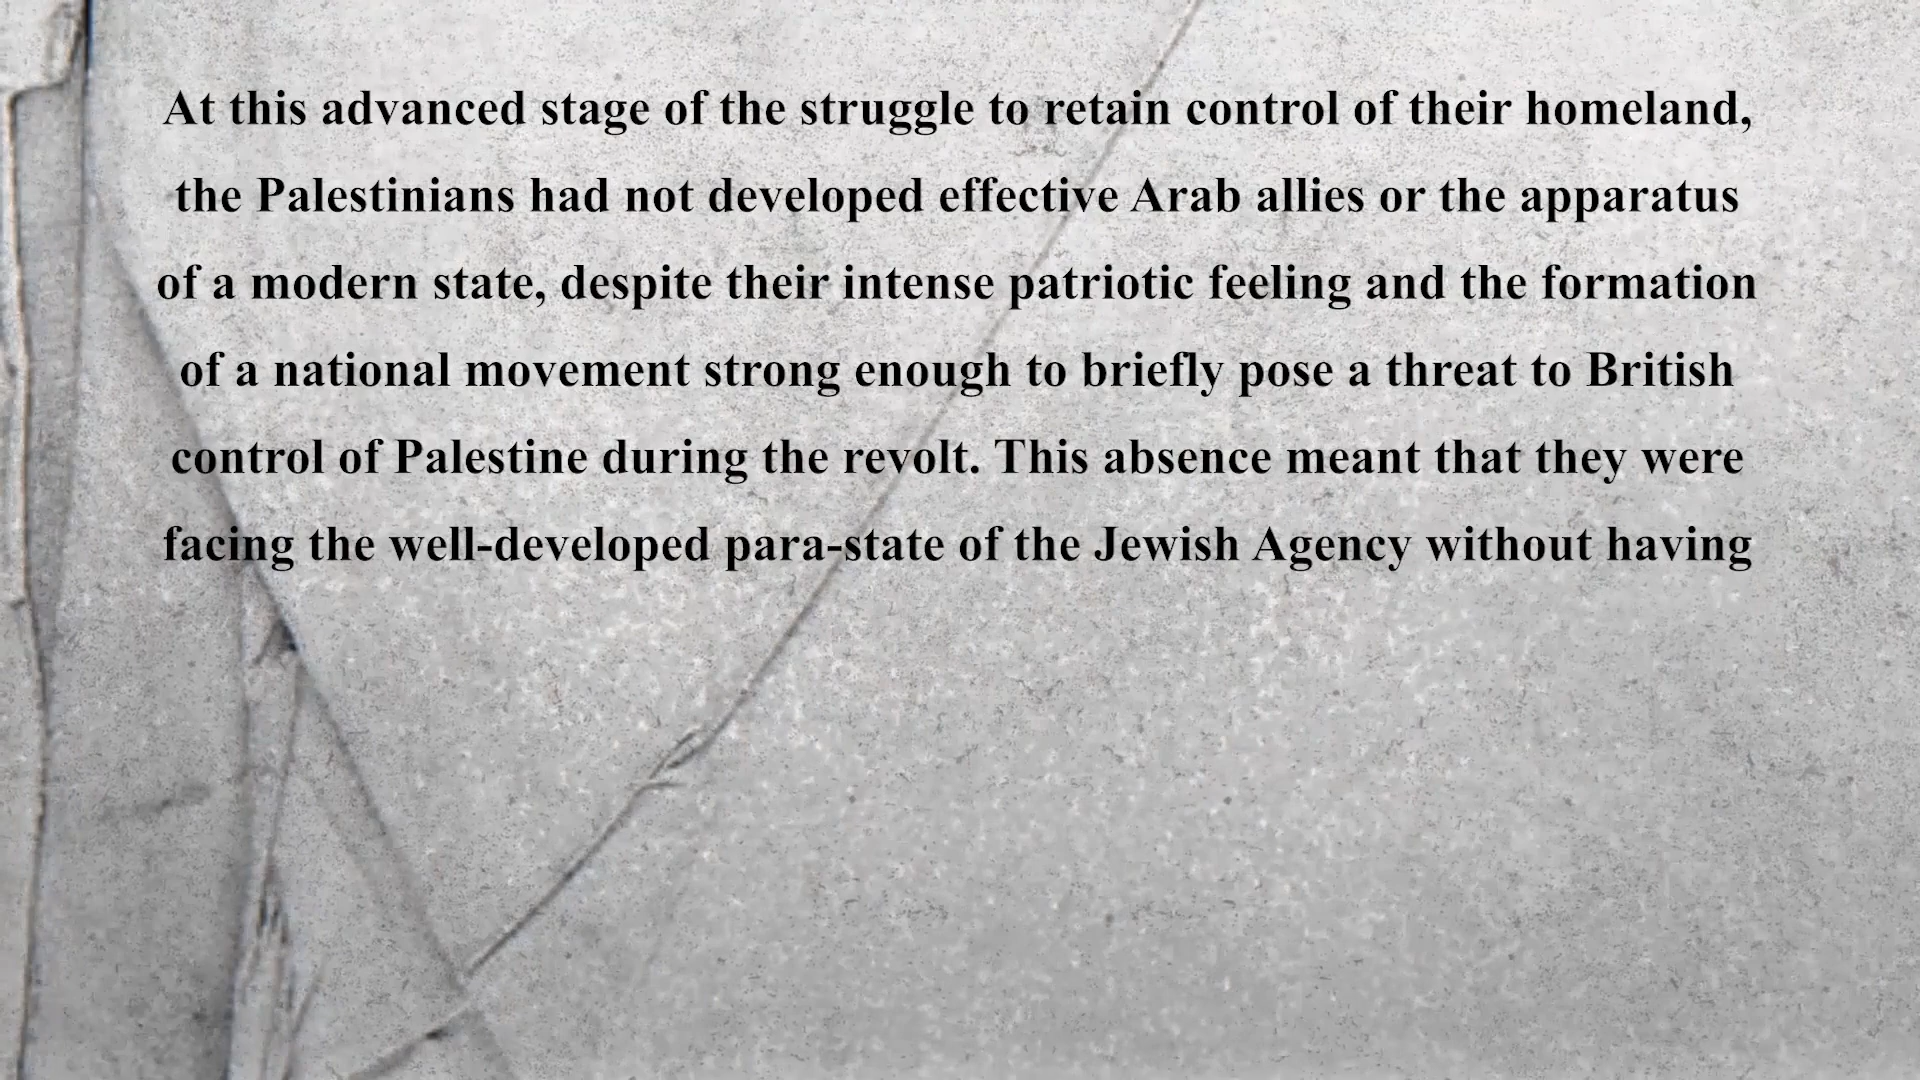 At this advanced stage of the struggle to retain control of their homeland,
the Palestinians had not developed effective Arab allies or the apparatus
of a modern state, despite their intense patriotic feeling and the formation
of a national movement strong enough to briefly pose a threat to British
control of Palestine during the revolt. This absence meant that they were
facing the well-developed para-state of the Jewish Agency without having